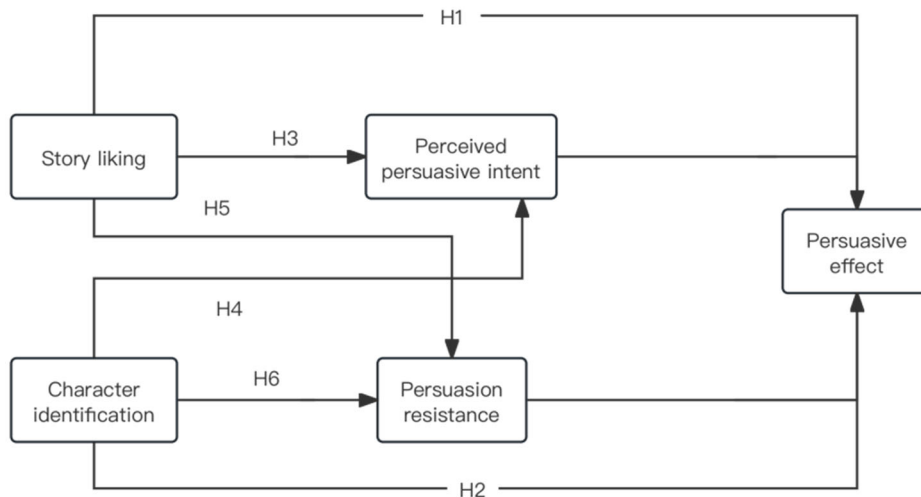 H1
Story liking
H3
Perceived
persuasive intent
H5
Persuasive
effect
H4
Character
identification
H6
Persuasion
resistance
H2